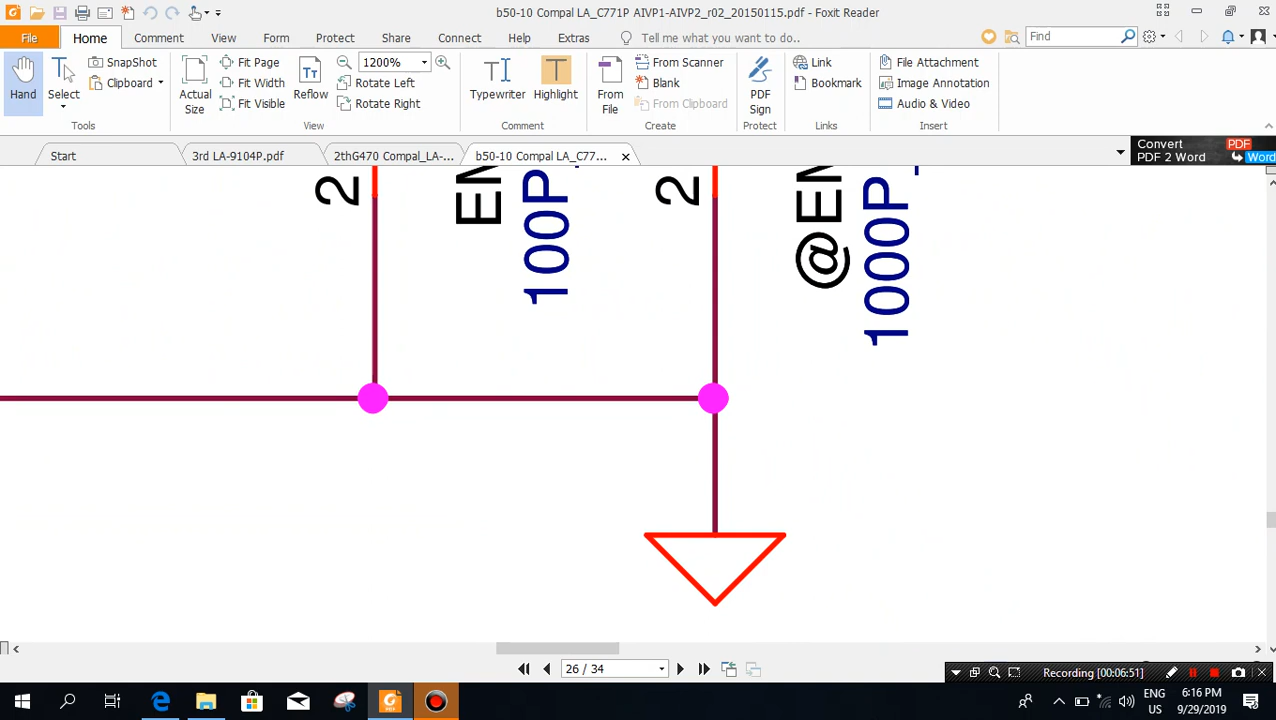 b50-10 Compal LA_C771P AIVP1-AIVP2_r02_20150115.pdf - Foxit Reader
File Home Comment View Form Protect Share Connect Help Extras Tell me what you want to do.. Find
Hand
Select
SnapShot
Clipboard
Tools
Actual Size
Fit Page
Fit Width
Fit Visible
Reflow
1200%
Rotate Left
Rotate Right
View
Typewriter
Highlight
Comment
From File
From Scanner
Blank
From Clipboard
Create
PDF Sign
Protect
Link
Bookmark
Links
File Attachment
Image Annotation
Audio & Video
Insert
Start
3rd LA-9104P.pdf
2thG470 Compal_LA-...
b50-10 Compal LA_C77...
Convert PDF
PDF 2 Word Word
2
EM
100P
2
@EM
1000P
26 / 34
Recording [00:06:51]
ENG
US
6:16 PM
9/29/2019